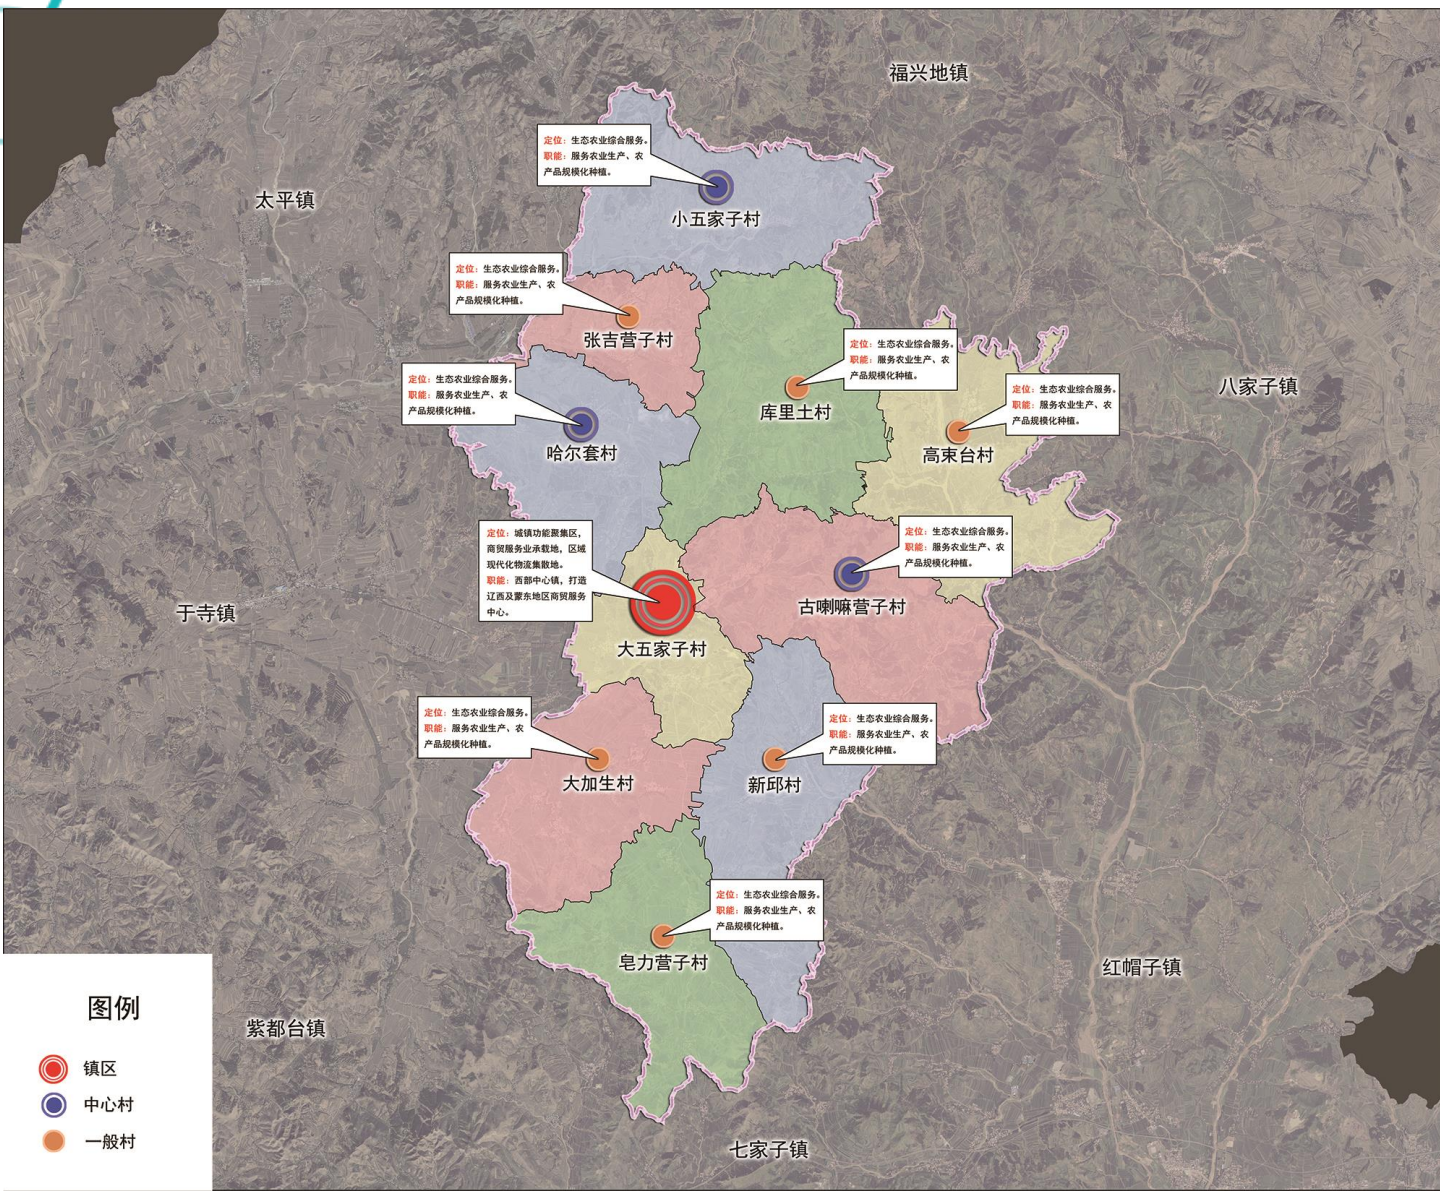 福兴地镇
定位：生态农业综合服务。
职能：服务农业生产、农
产品规模化种植。
太平镇
小五家子村
定位：生态农业综合服务。
职能：服务农业生产、农
产品规模化种植。
张吉营子村
定位：生态农业综合服务。
职能：服务农业生产、农
产品规模化种植。
库里土村
定位：生态农业综合服务。
职能：服务农业生产、农
产品规模化种植。
八家子镇
定位：生态农业综合服务。
职能：服务农业生产、农
产品规模化种植。
哈尔套村
高束台村
定位：城镇功能聚集区，
商贸服务业承载地，区域
现代化物流集散地。
职能：西部中心镇，打造
辽西及蒙东地区商贸服务
中心。
定位：生态农业综合服务。
职能：服务农业生产、农
产品规模化种植。
于寺镇
古喇嘛营子村
大五家子村
定位：生态农业综合服务。
职能：服务农业生产、农
产品规模化种植。
定位：生态农业综合服务。
职能：服务农业生产、农
产品规模化种植。
大加生村
新邱村
定位：生态农业综合服务。
职能：服务农业生产、农
产品规模化种植。
皂力营子村
红帽子镇
紫都台镇
七家子镇
图例
镇区
中心村
一般村